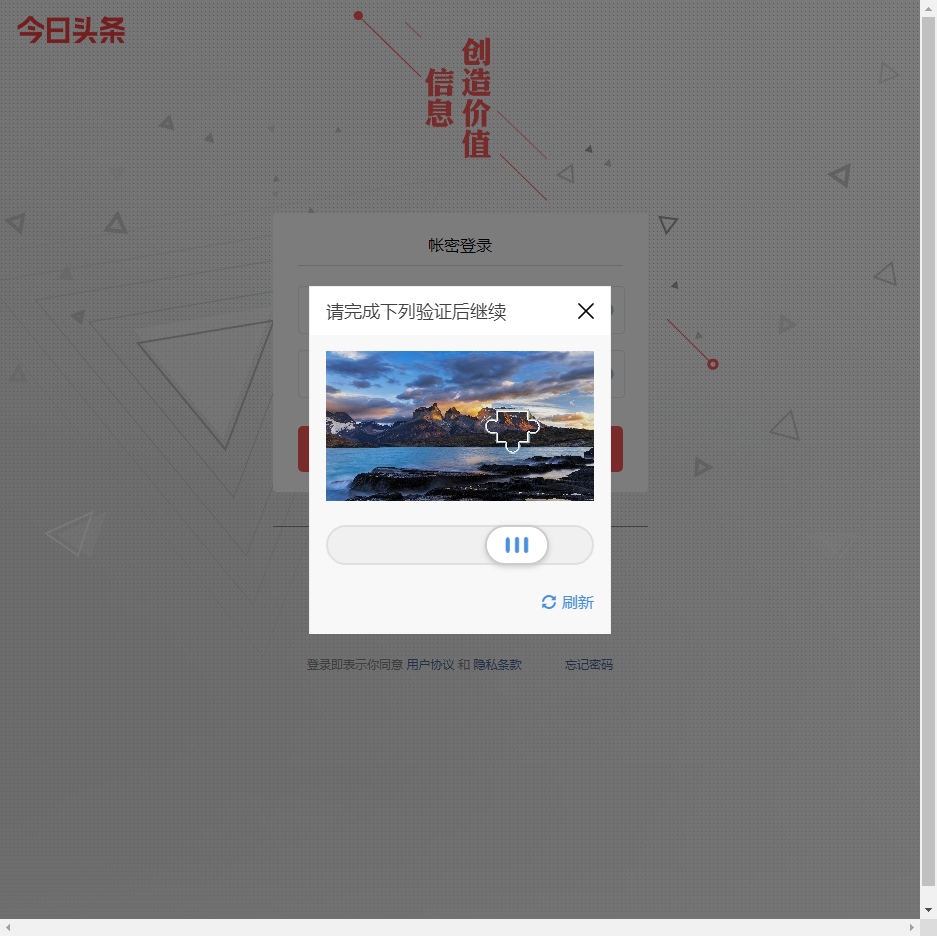 今日头条
创造价值
信息
帐密登录
请完成下列验证后继续
刷新
登录即表示你同意 用户协议 和 隐私条款 忘记密码